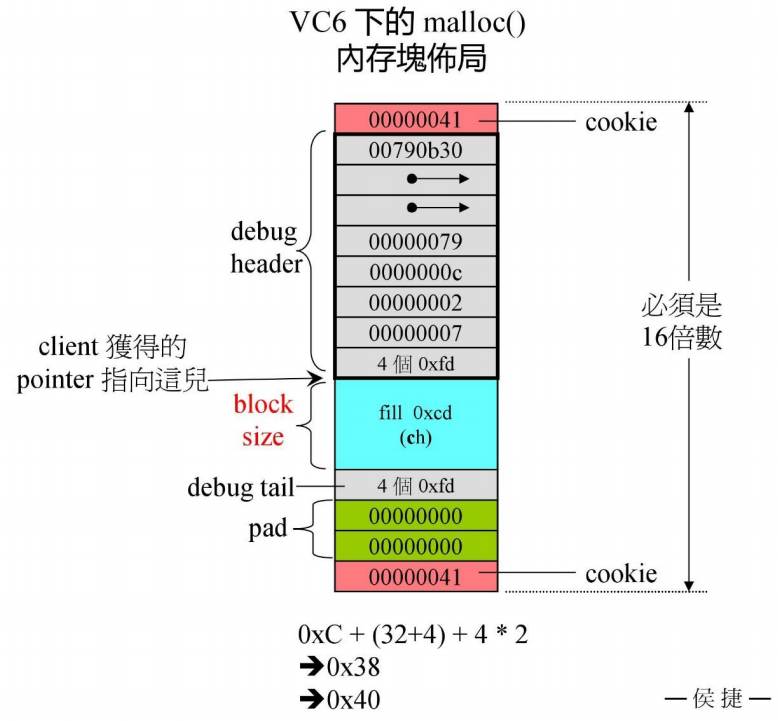 VC6 下的 malloc()
內存塊佈局
00000041
cookie
00790b30
debug
header
00000079
0000000c
00000002
00000007
4 個 0xfd
必須是
16倍數
client 獲得的
pointer 指向這兒
block
size
fill 0xcd
(ch)
debug tail
4 個 0xfd
pad
00000000
00000000
00000041
cookie
0xC + (32+4) + 4 * 2
➔0x38
➔0x40
—侯捷—